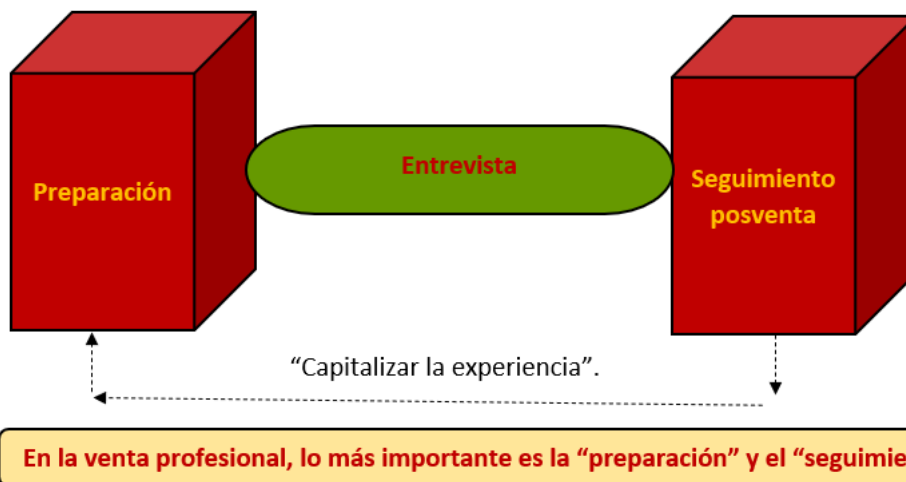 Preparación
Entrevista
Seguimiento
posventa
“Capitalizar la experiencia”.
En la venta profesional, lo más importante es la “preparación” y el